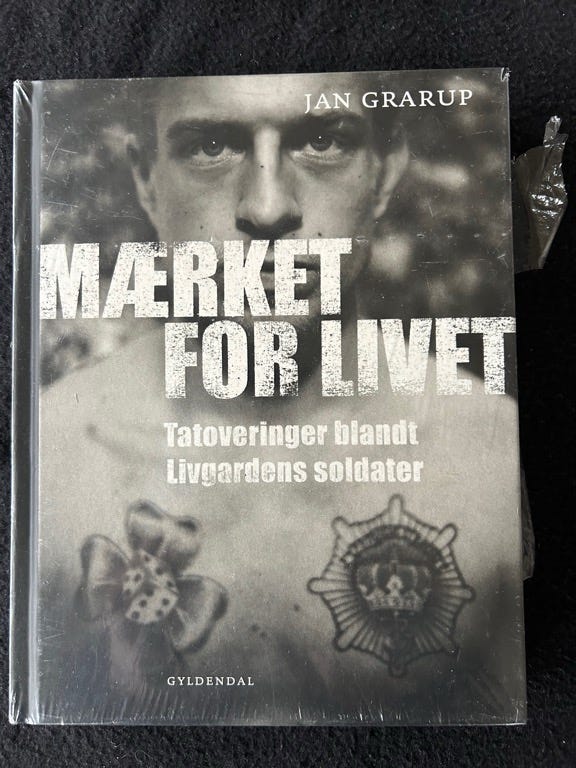 JAN GRARUP
MÆRKET
FOR LIVET
Tatoveringer blandt
Livgardens soldater
GYLDENDAL